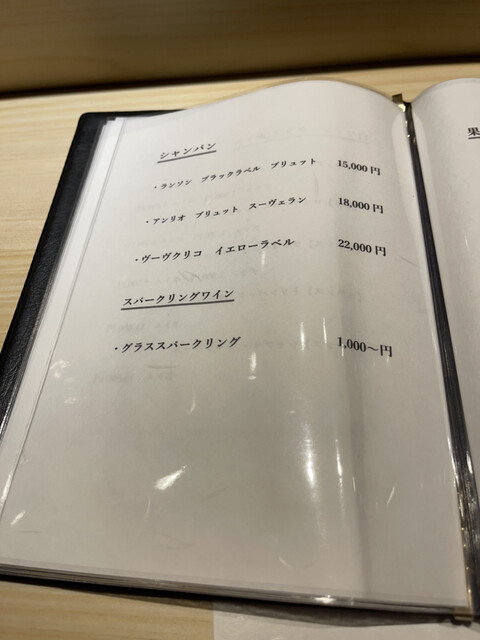 シャンパン
・ランソン ブラックラベル ブリュット 15,000円
・アンリオ ブリュット スーヴェラン 18,000円
・ヴーヴクリコ イエローラベル 22,000円
スパークリングワイン
・グラススパークリング 1,000〜円
果